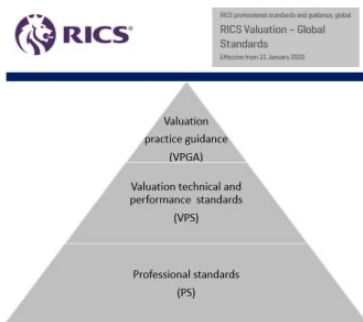 RICS®
RICS professional standards and guidance, global
RICS Valuation – Global
Standards
Effective from 31 January 2020
Valuation
practice guidance
(VPGA)
Valuation technical and
performance standards
(VPS)
Professional standards
(PS)